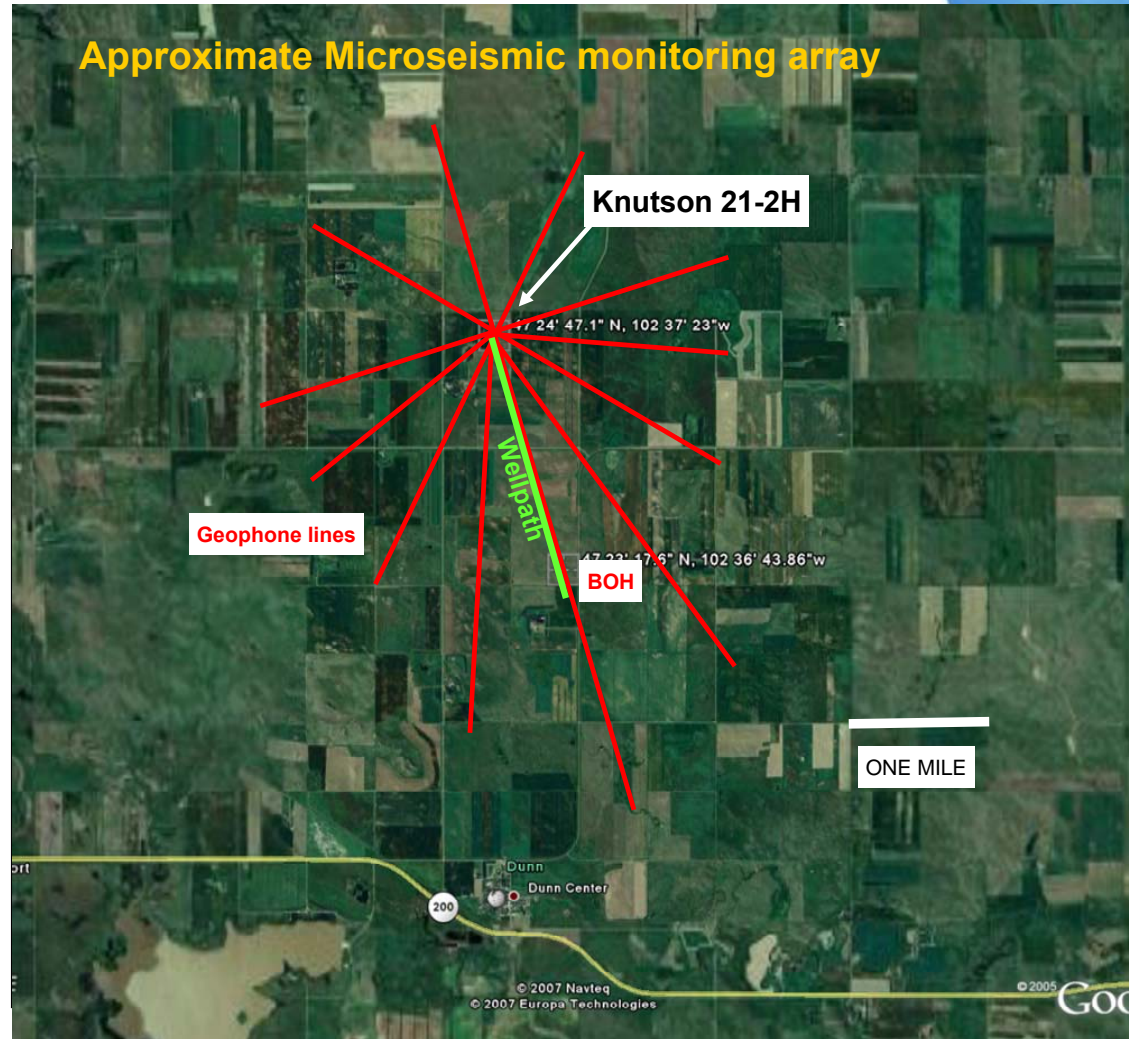 Approximate Microseismic monitoring array
Knutson 21-2H
47 24' 47.1" N, 102 37' 23"w
Wellpath
Geophone lines
47 23' 17.6" N, 102 36' 43.86"w
BOH
ONE MILE
ort
Dunn
Dunn Center
200
© 2007 Navteq
© 2007 Europa Technologies
© 2005
Goo